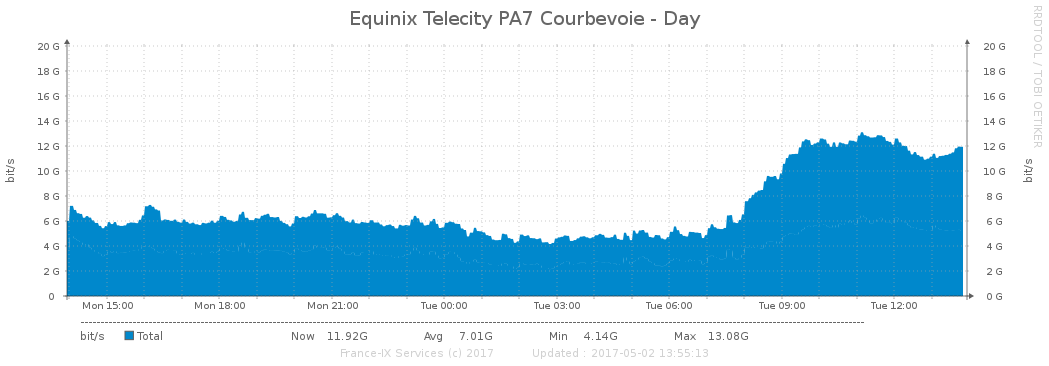 Equinix Telecity PA7 Courbevoie - Day
RRDTOOL / TOBI OETIKER
20 G 20 G
18 G 18 G
16 G 16 G
14 G 14 G
12 G 12 G
10 G 10 G
8 G 8 G
6 G 6 G
4 G 4 G
2 G 2 G
0 0 G
bit/s
bit/s
Mon 15:00 Mon 18:00 Mon 21:00 Tue 00:00 Tue 03:00 Tue 06:00 Tue 09:00 Tue 12:00
bit/s Total Now 11.92G Avg 7.01G Min 4.14G Max 13.08G
France-IX Services (c) 2017 Updated : 2017-05-02 13:55:13